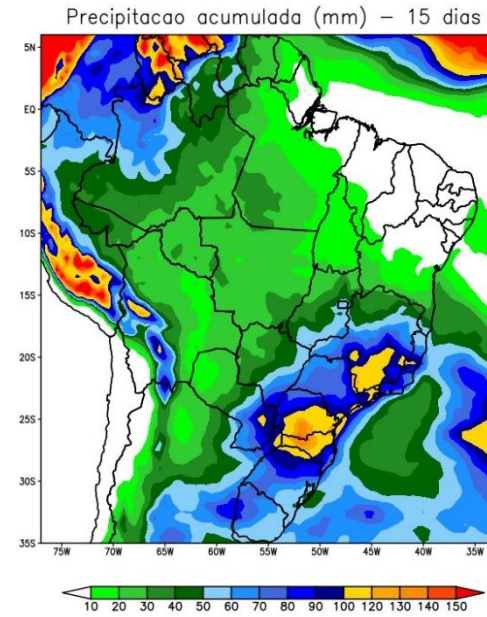 Precipitacao acumulada (mm) – 15 dias
5N
EQ
5S
10S
15S
20S
25S
30S
35S
75W 70W 65W 60W 55W 50W 45W 40W 35W
10 20 30 40 50 60 70 80 90 100 120 130 140 150